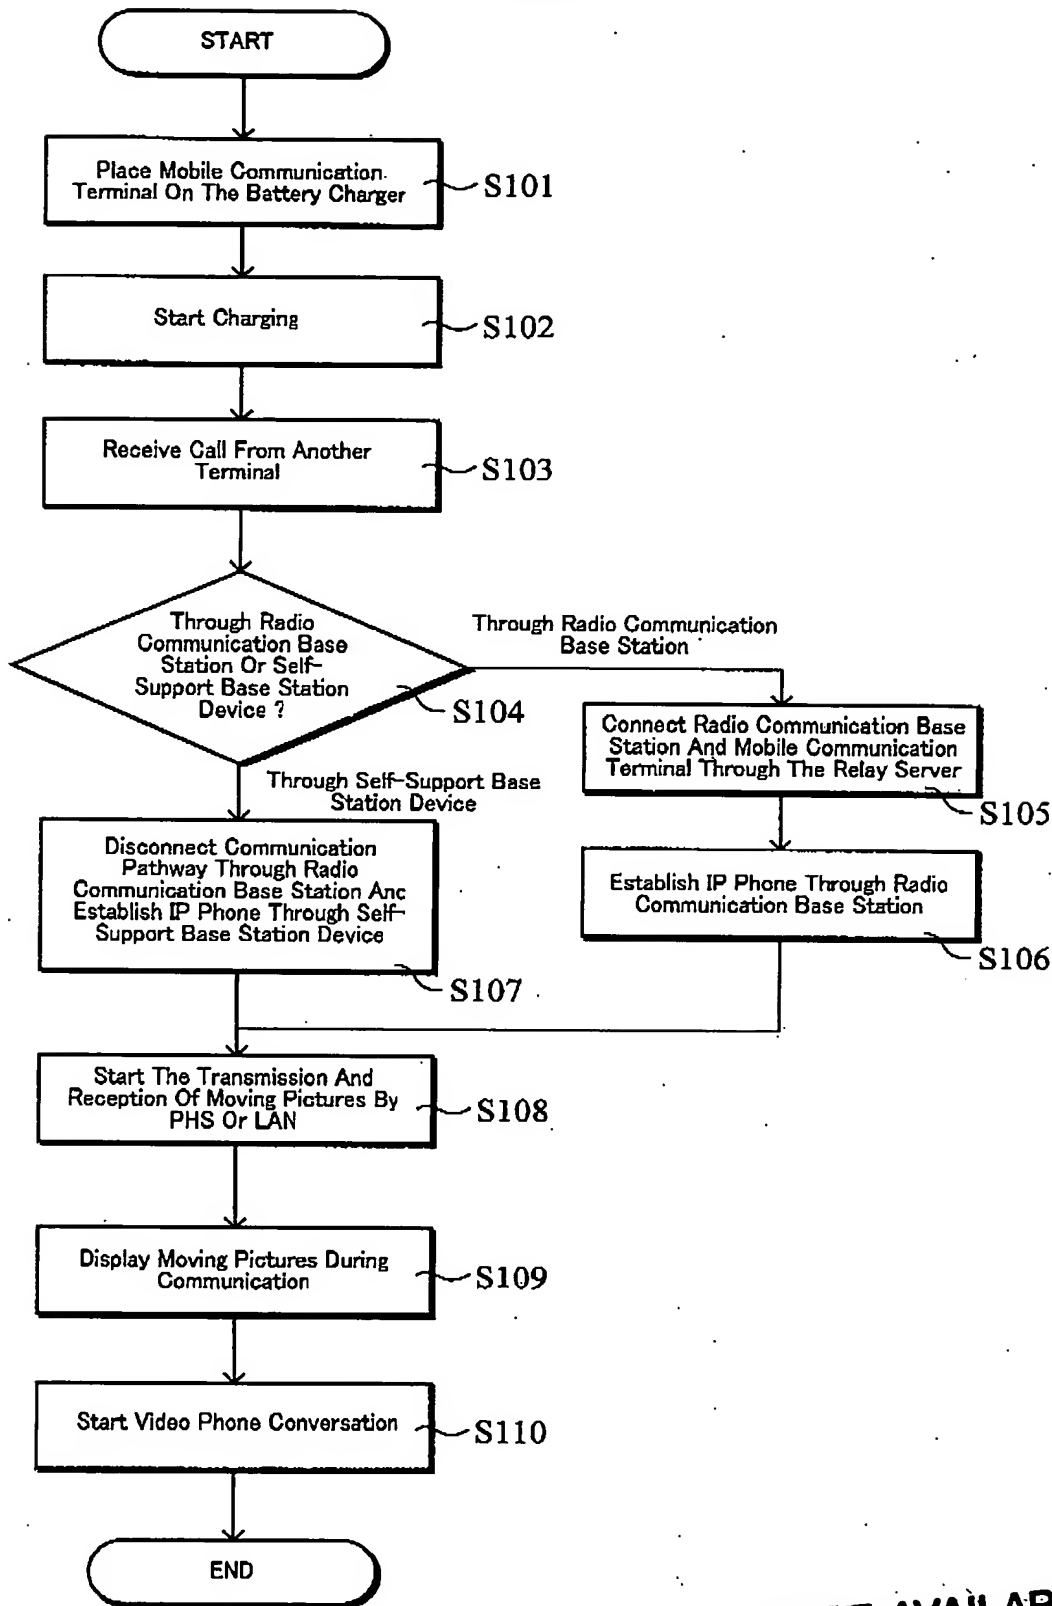 START
Place Mobile Communication
Terminal On The Battery Charger
S101
Start Charging
S102
Receive Call From Another
Terminal
S103
Through Radio
Communication Base
Station Or Self-
Support Base Station
Device ?
S104
Through Radio Communication
Base Station
Connect Radio Communication Base
Station And Mobile Communication
Terminal Through The Relay Server
S105
Through Self-Support Base
Station Device
Disconnect Communication
Pathway Through Radio
Communication Base Station Anc
Establish IP Phone Through Self-
Support Base Station Device
S107
Establish IP Phone Through Radio
Communication Base Station
S106
Start The Transmission And
Reception Of Moving Pictures By
PHS Or LAN
S108
Display Moving Pictures During
Communication
S109
Start Video Phone Conversation
S110
END